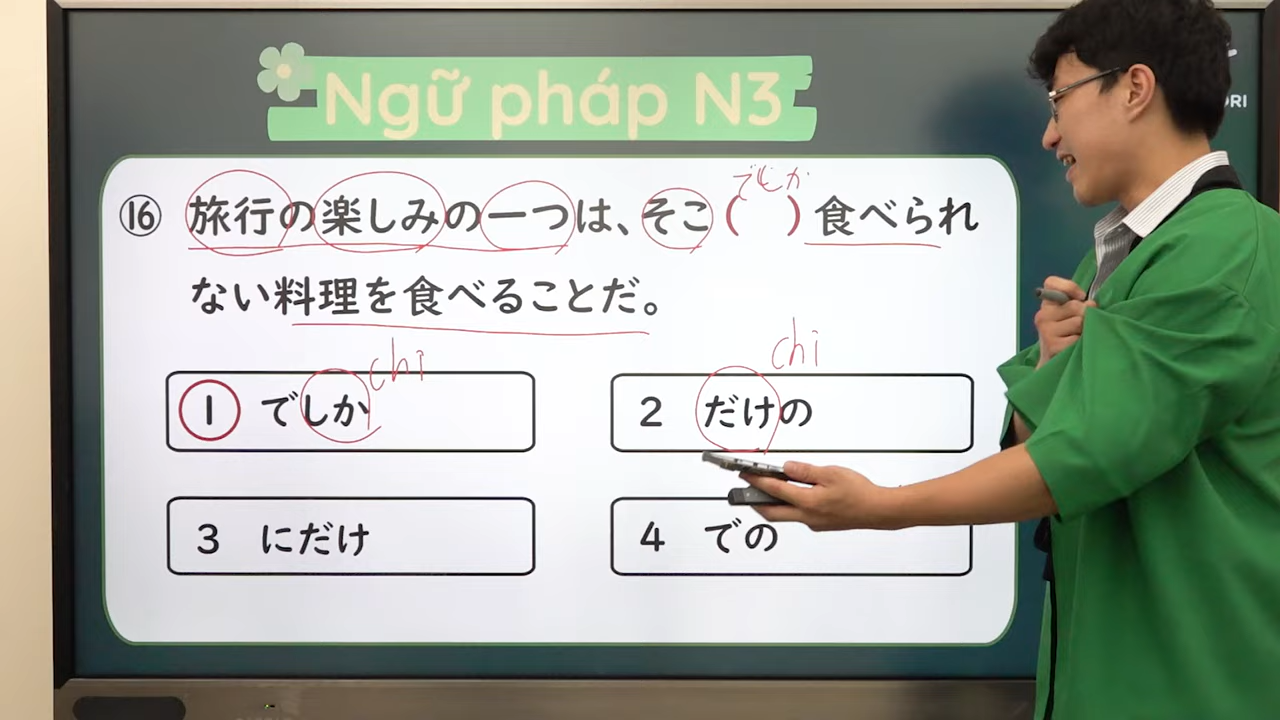 Ngữ pháp N3
でしか
⑯ 旅行の楽しみの一つは、そこ( )食べられ
ない料理を食べることだ。
chỉ
chỉ
1 でしか
2 だけの
3 にだけ
4 での